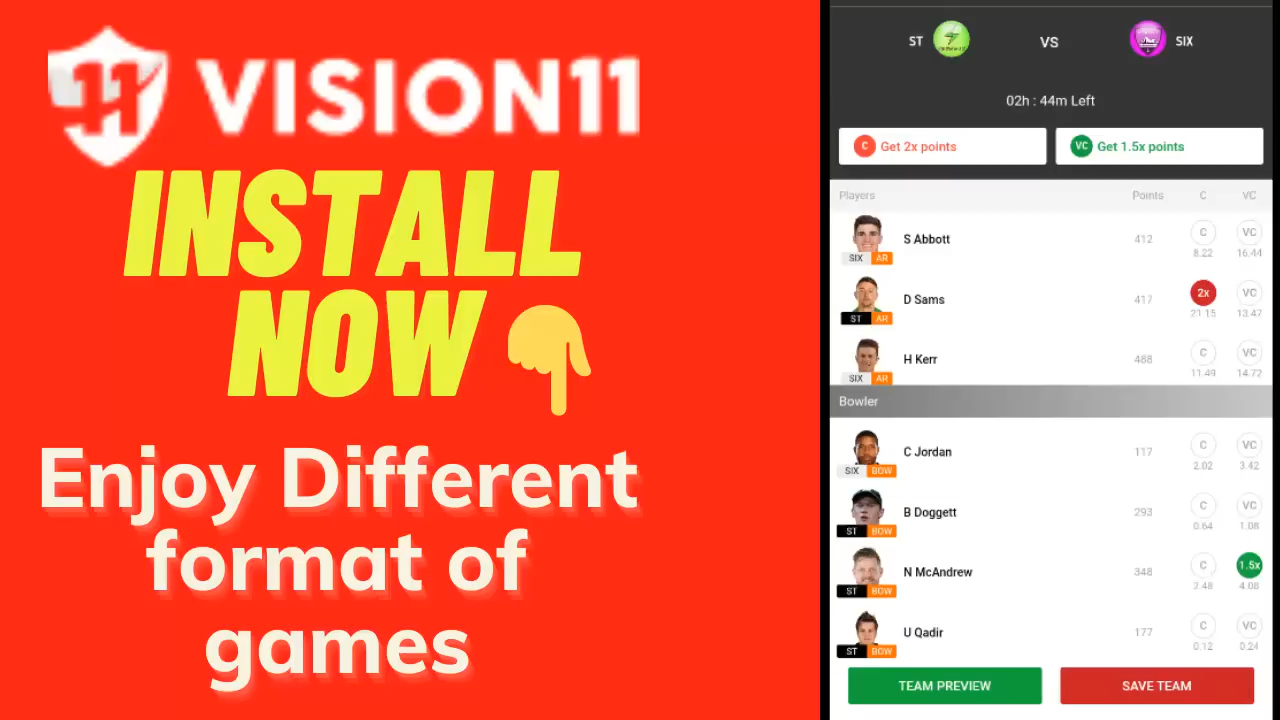 11 VISION11
INSTALL
NOW
Enjoy Different
format of
games
ST VS SIX
02h : 44m Left
C Get 2x points VC Get 1.5x points
Players Points C VC
S Abbott 412 C VC
SIX AR 8.22 16.44
D Sams 417 2x VC
ST AR 21.15 13.47
H Kerr 488 C VC
SIX AR 11.49 14.72
Bowler
C Jordan 117 C VC
SIX BOW 2.02 3.42
B Doggett 293 C VC
ST BOW 0.64 1.08
N McAndrew 348 C 1.5x
ST BOW 2.48 4.08
U Qadir 177 C VC
ST BOW 0.12 0.24
TEAM PREVIEW SAVE TEAM